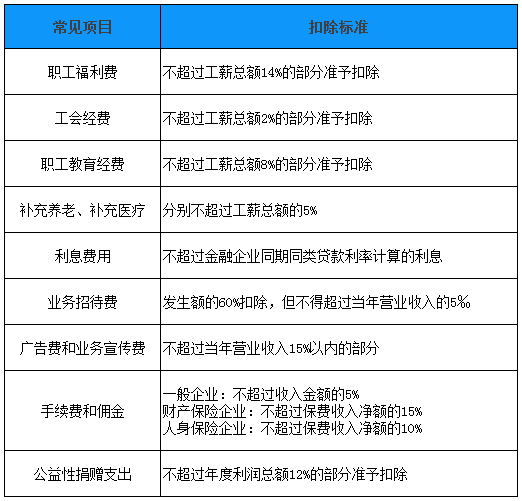 常见项目 扣除标准
职工福利费 不超过工薪总额14%的部分准予扣除
工会经费 不超过工薪总额2%的部分准予扣除
职工教育经费 不超过工薪总额8%的部分准予扣除
补充养老、补充医疗 分别不超过工薪总额的5%
利息费用 不超过金融企业同期同类贷款利率计算的利息
业务招待费 发生额的60%扣除，但不得超过当年营业收入的5‰
广告费和业务宣传费 不超过当年营业收入15%以内的部分
手续费和佣金
一般企业：不超过收入金额的5%
财产保险企业：不超过保费收入净额的15%
人身保险企业：不超过保费收入净额的10%
公益性捐赠支出 不超过年度利润总额12%的部分准予扣除